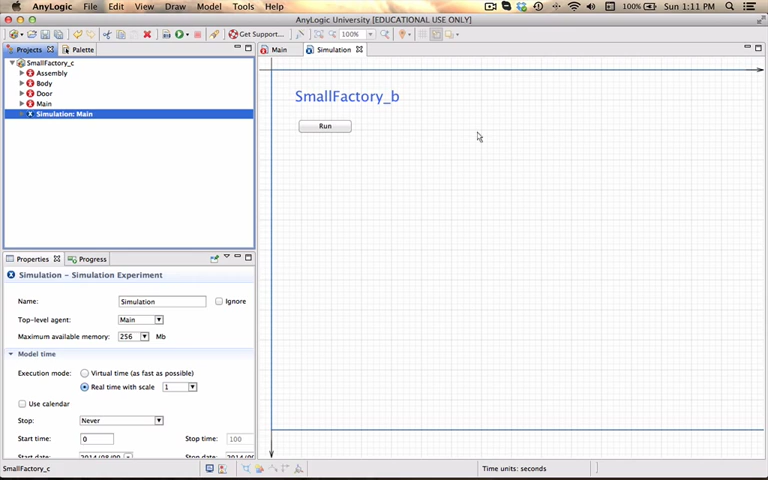 AnyLogic File Edit View Draw Model Tools Help 100% Sun 1:11 PM
AnyLogic University [EDUCATIONAL USE ONLY]
Get Support... 100%
Projects Palette Main Simulation
SmallFactory_c
Assembly
Body
Door
Main
Simulation: Main
SmallFactory_b
Run
Properties Progress
Simulation - Simulation Experiment
Name: Simulation Ignore
Top-level agent: Main
Maximum available memory: 256 Mb
Model time
Execution mode: Virtual time (as fast as possible)
Real time with scale 1
Use calendar
Stop: Never
Start time: 0 Stop time: 100
SmallFactory_c Time units: seconds